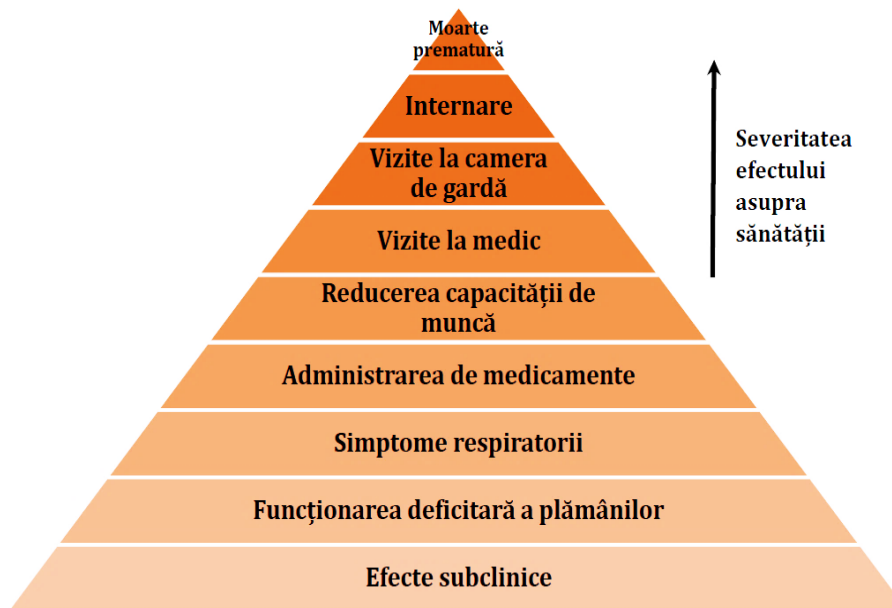 Moarte
prematură
Internare
Vizite la camera
de gardă
Vizite la medic
Reducerea capacității de
muncă
Administrarea de medicamente
Simptome respiratorii
Funcționarea deficitară a plămânilor
Efecte subclinice
Severitatea
efectului
asupra
sănătății